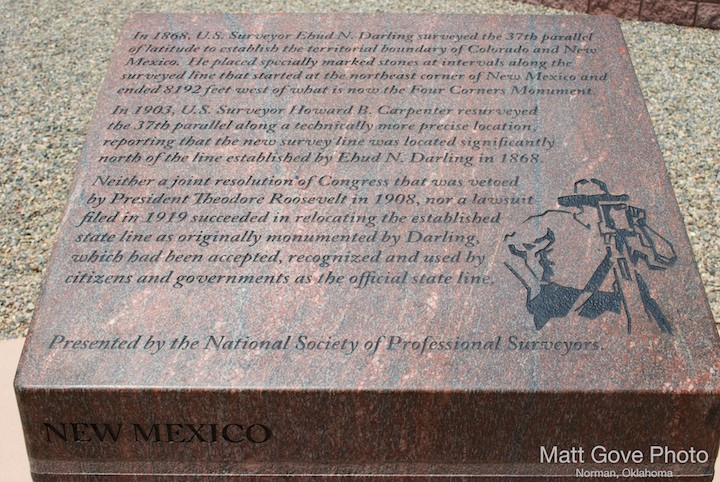 In 1868, U.S. Surveyor Ehud N. Darling surveyed the 37th parallel
of latitude to establish the territorial boundary of Colorado and New
Mexico. He placed specially marked stones at intervals along the
surveyed line that started at the northeast corner of New Mexico and
ended 8192 feet west of what is now the Four Corners Monument.
In 1903, U.S. Surveyor Howard B. Carpenter resurveyed
the 37th parallel along a technically more precise location,
reporting that the new survey line was located significantly
north of the line established by Ehud N. Darling in 1868.
Neither a joint resolution of Congress that was vetoed
by President Theodore Roosevelt in 1908, nor a lawsuit
filed in 1919 succeeded in relocating the established
state line as originally monumented by Darling,
which had been accepted, recognized and used by
citizens and governments as the official state line.
Presented by the National Society of Professional Surveyors.
NEW MEXICO
Matt Gove Photo
Norman, Oklahoma